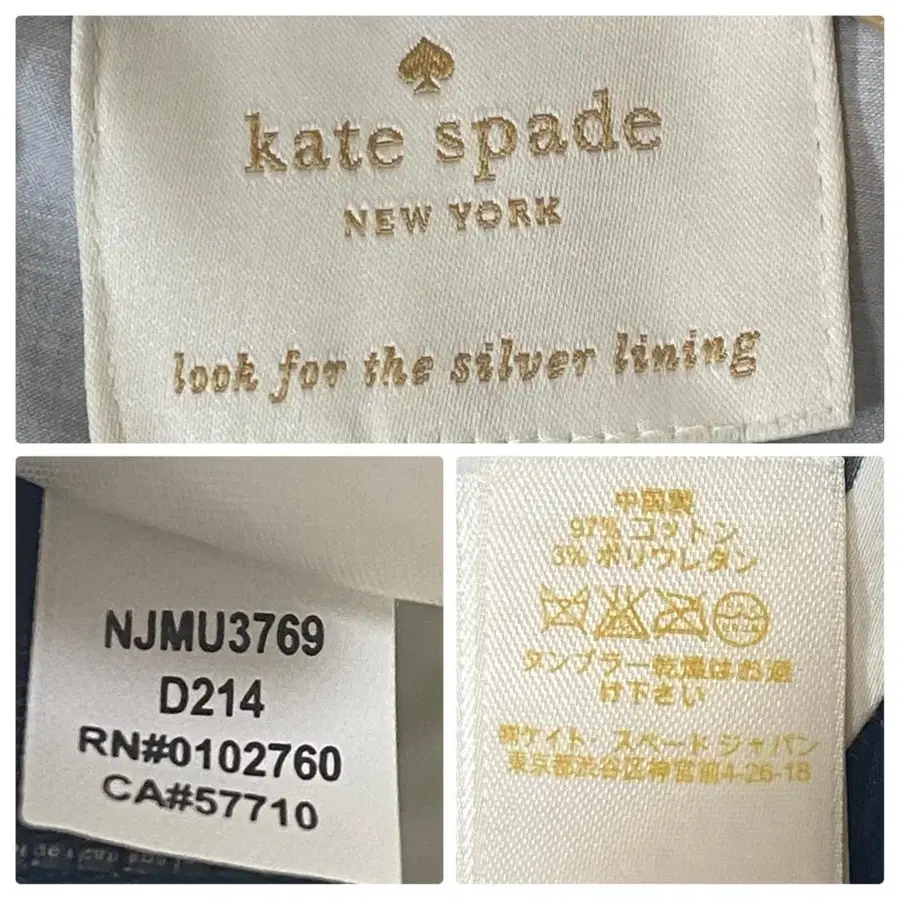 kate spade
NEW YORK
look for the silver lining
NJMU3769
D214
RN#0102760
CA#57710
中国製
97% コットン
3% ポリウレタン
タンブラー乾燥はお避
け下さい
㈱ケイト・スペード ジャパン
東京都渋谷区神宮前4-26-18